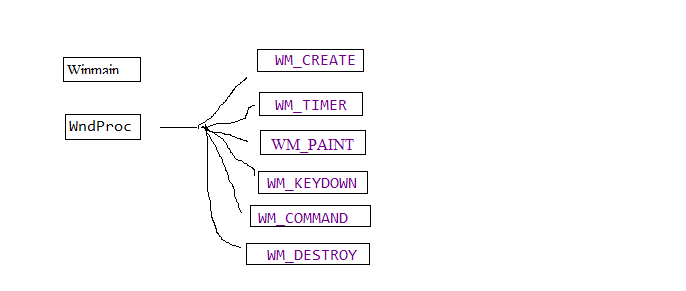 Winmain
WndProc
WM_CREATE
WM_TIMER
WM_PAINT
WM_KEYDOWN
WM_COMMAND
WM_DESTROY